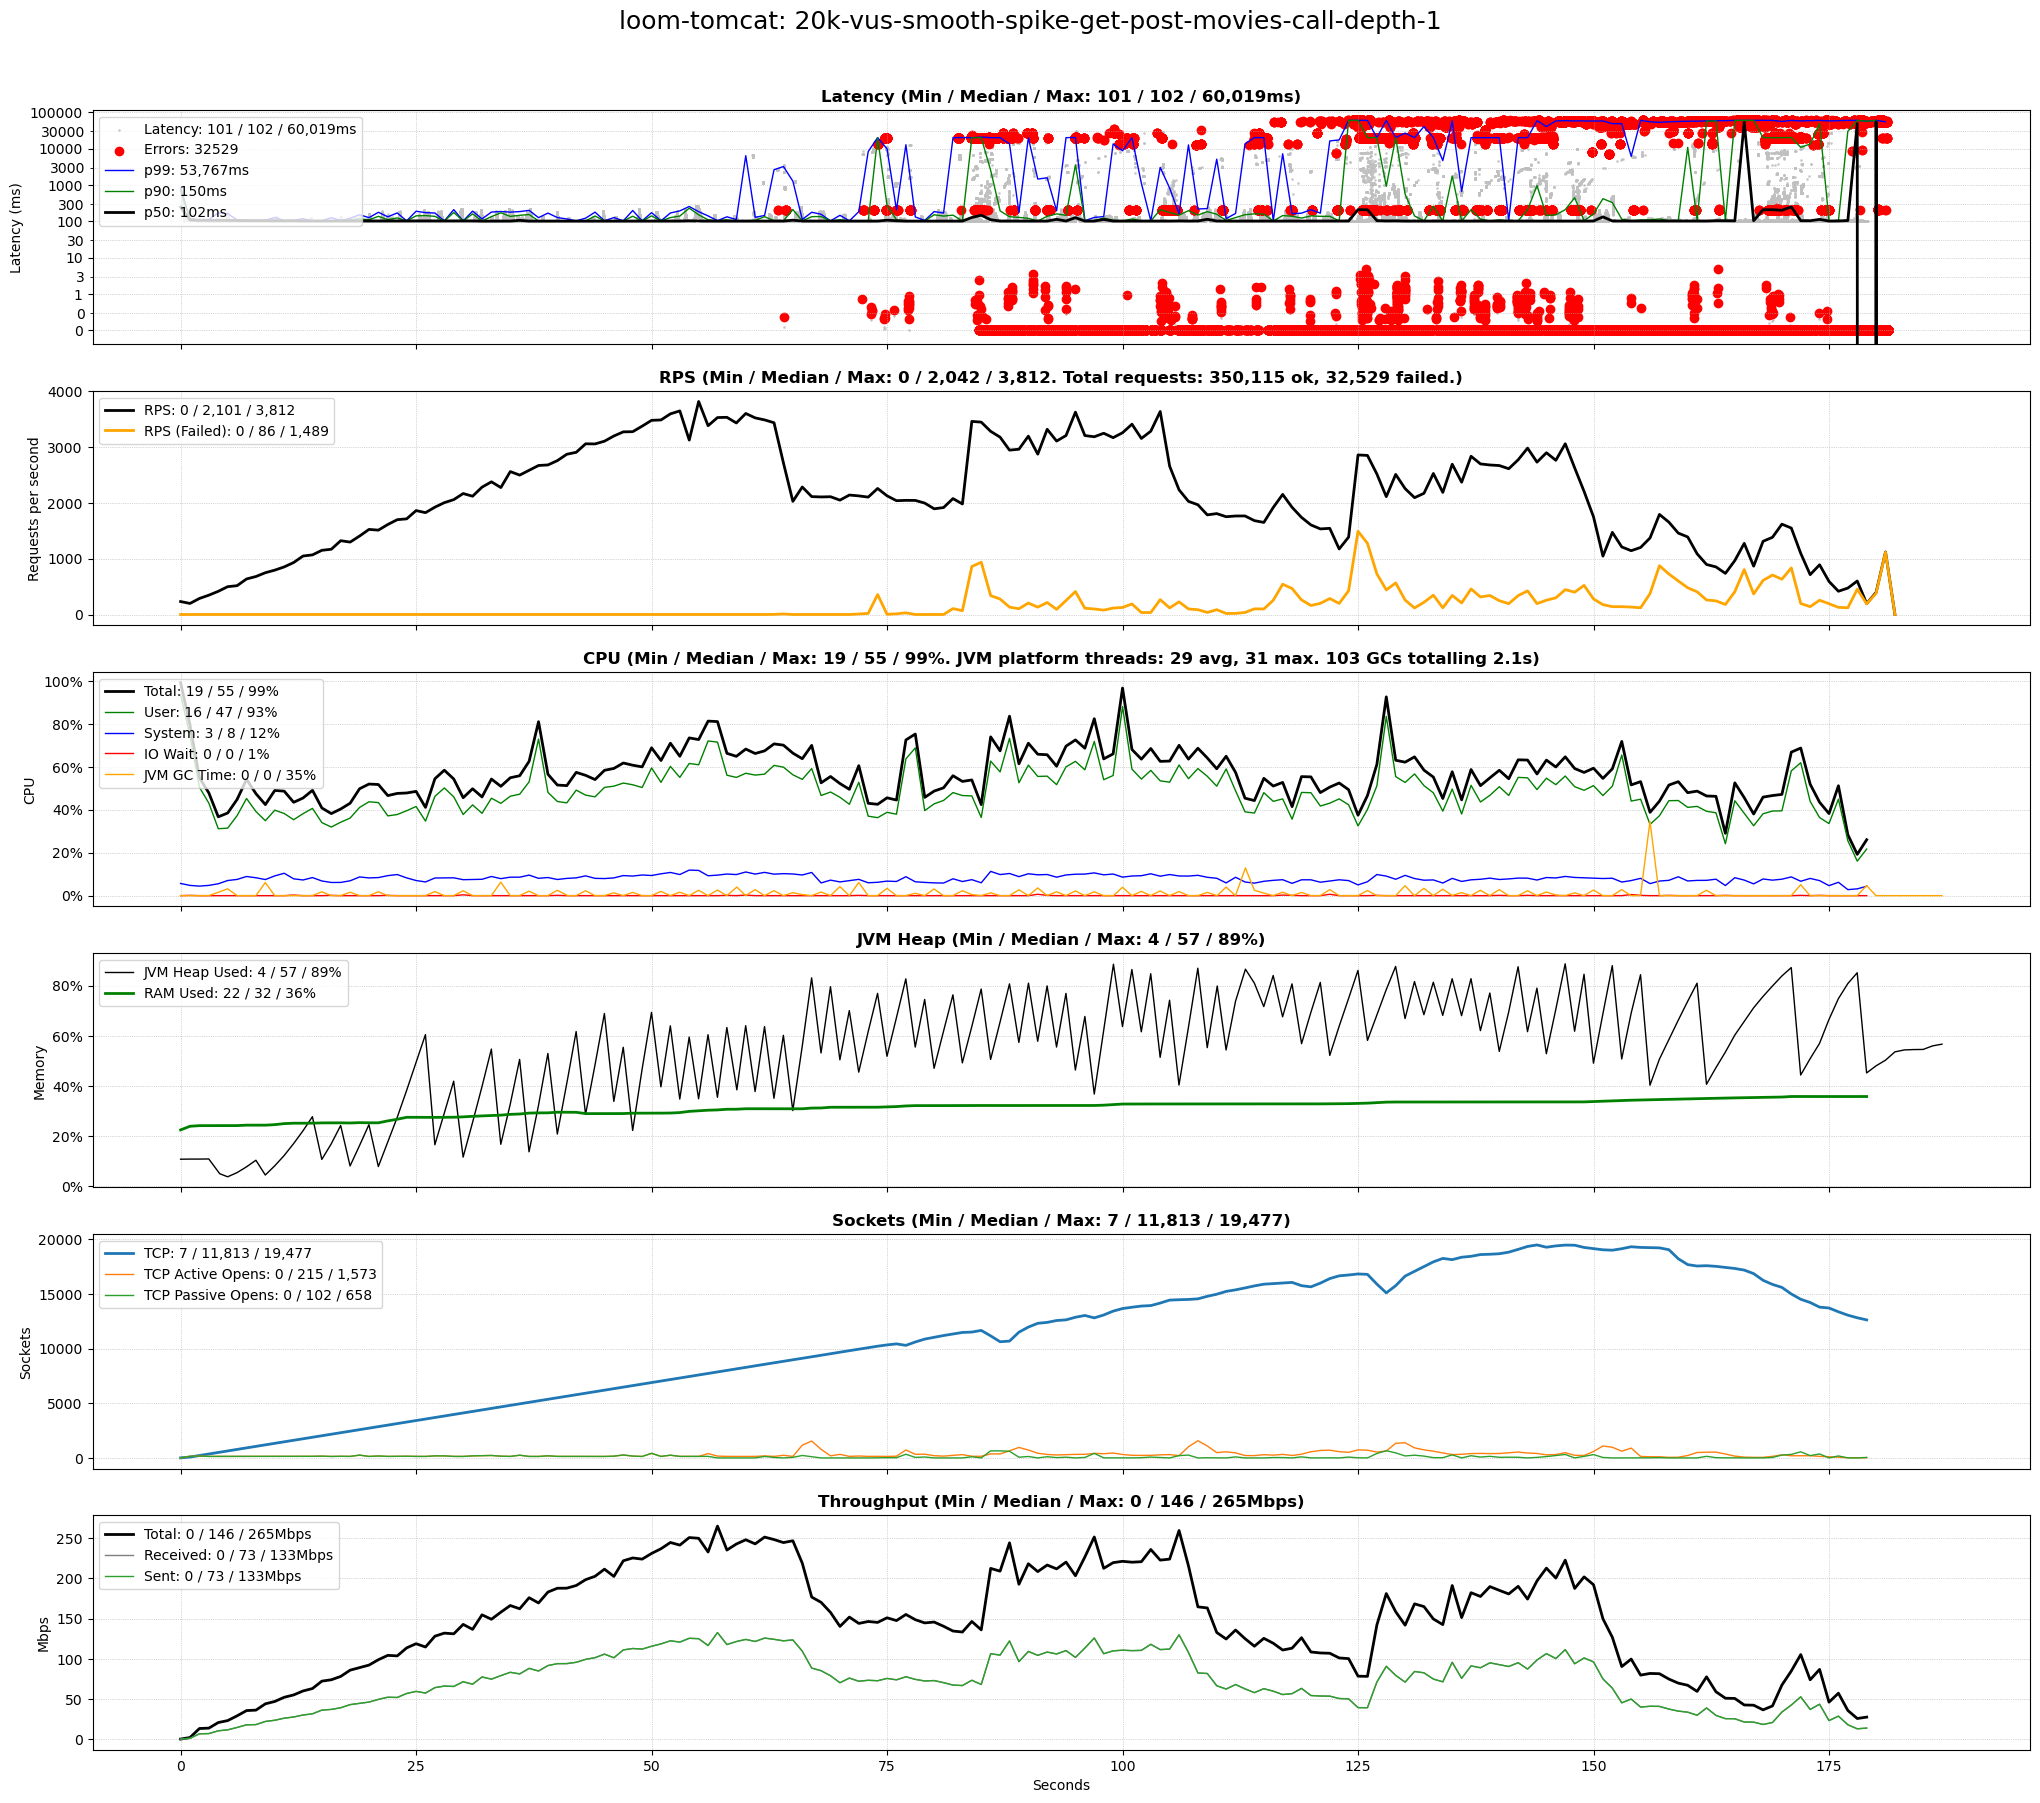 loom-tomcat: 20k-vus-smooth-spike-get-post-movies-call-depth-1
Latency (Min / Median / Max: 101 / 102 / 60,019ms)
Latency (ms)
100000
30000
10000
3000
1000
300
100
30
10
3
1
0
0
Latency: 101 / 102 / 60,019ms
Errors: 32529
p99: 53,767ms
p90: 150ms
p50: 102ms
RPS (Min / Median / Max: 0 / 2,042 / 3,812. Total requests: 350,115 ok, 32,529 failed.)
Requests per second
4000
3000
2000
1000
0
RPS: 0 / 2,101 / 3,812
RPS (Failed): 0 / 86 / 1,489
CPU (Min / Median / Max: 19 / 55 / 99%. JVM platform threads: 29 avg, 31 max. 103 GCs totalling 2.1s)
CPU
100%
80%
60%
40%
20%
0%
Total: 19 / 55 / 99%
User: 16 / 47 / 93%
System: 3 / 8 / 12%
IO Wait: 0 / 0 / 1%
JVM GC Time: 0 / 0 / 35%
JVM Heap (Min / Median / Max: 4 / 57 / 89%)
Memory
80%
60%
40%
20%
0%
JVM Heap Used: 4 / 57 / 89%
RAM Used: 22 / 32 / 36%
Sockets (Min / Median / Max: 7 / 11,813 / 19,477)
Sockets
20000
15000
10000
5000
0
TCP: 7 / 11,813 / 19,477
TCP Active Opens: 0 / 215 / 1,573
TCP Passive Opens: 0 / 102 / 658
Throughput (Min / Median / Max: 0 / 146 / 265Mbps)
Mbps
250
200
150
100
50
0
Total: 0 / 146 / 265Mbps
Received: 0 / 73 / 133Mbps
Sent: 0 / 73 / 133Mbps
0 25 50 75 100 125 150 175
Seconds